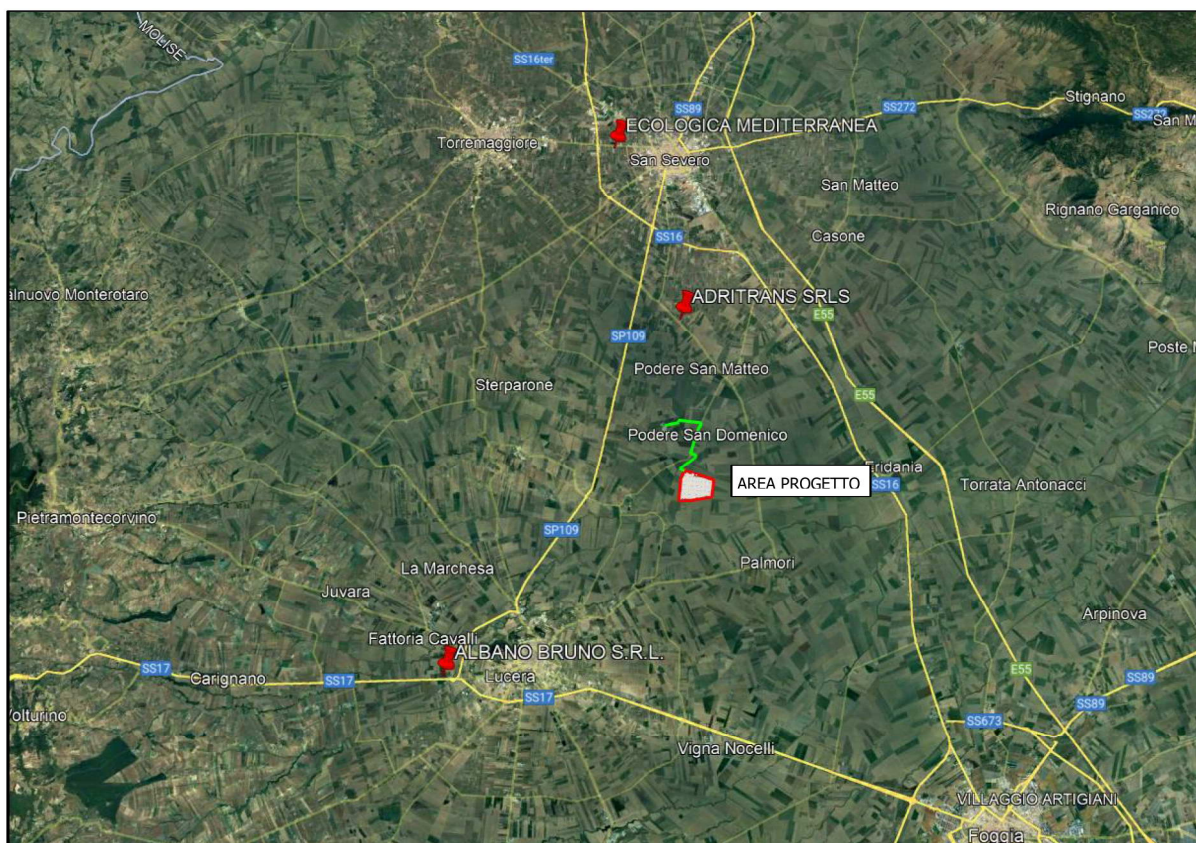 MOLISE
SS16ter
SS89
SS272
Stignano
SS272
San M
ECOLOGICA MEDITERRANEA
Torremaggiore
San Severo
San Matteo
Rignano Garganico
SS16
Casone
alnuovo Monterotaro
ADRITRANS SRLS
E55
SP109
Poste M
Podere San Matteo
Sterparone
E55
Podere San Domenico
Eridania
AREA PROGETTO
SS16
Torrata Antonacci
Pietramontecorvino
SP109
La Marchesa
Palmori
Juvara
Arpinova
Fattoria Cavalli
ALBANO BRUNO S.R.L.
SS17
Carignano
SS17
Lucera
SS17
E55
SS89
Volturino
SS673
SS89
Vigna Nocelli
VILLAGGIO ARTIGIANI
Foggia